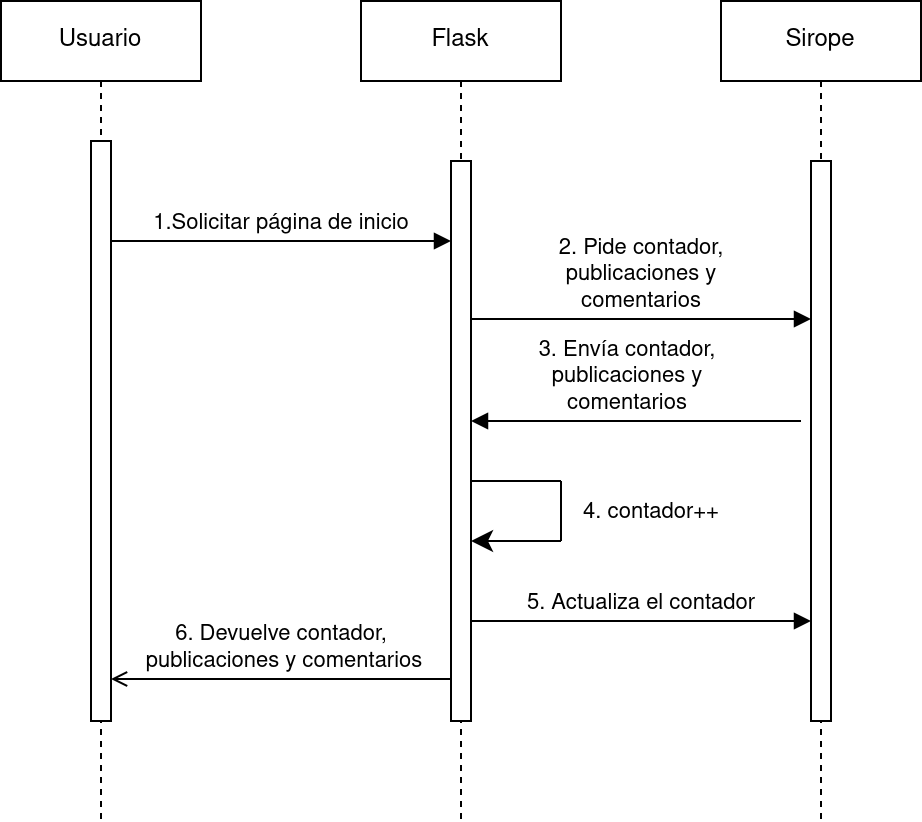 Usuario
Flask
Sirope
1.Solicitar página de inicio
2. Pide contador,
publicaciones y
comentarios
3. Envía contador,
publicaciones y
comentarios
4. contador++
5. Actualiza el contador
6. Devuelve contador,
publicaciones y comentarios